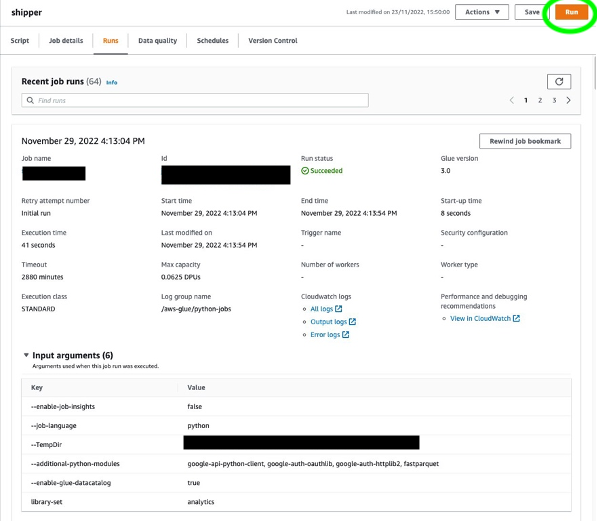 shipper
Last modified on 23/11/2022, 15:50:00
Actions
Save
Run
Script Job details Runs Data quality Schedules Version Control
Recent job runs (64) Info
Find runs
1 2 3
November 29, 2022 4:13:04 PM
Rewind job bookmark
Job name Id Run status Glue version
Succeeded 3.0
Retry attempt number Start time End time Start-up time
Initial run November 29, 2022 4:13:04 PM November 29, 2022 4:13:54 PM 8 seconds
Execution time Last modified on Trigger name Security configuration
41 seconds November 29, 2022 4:13:54 PM - -
Timeout Max capacity Number of workers Worker type
2880 minutes 0.0625 DPUs - -
Execution class Log group name Cloudwatch logs Performance and debugging
recommendations
STANDARD /aws-glue/python-jobs All logs
View in CloudWatch
Output logs
Error logs
Input arguments (6)
Arguments used when this job run was executed.
Key Value
--enable-job-insights false
--job-language python
--TempDir
--additional-python-modules google-api-python-client, google-auth-oauthlib, google-auth-httplib2, fastparquet
--enable-glue-datacatalog true
library-set analytics